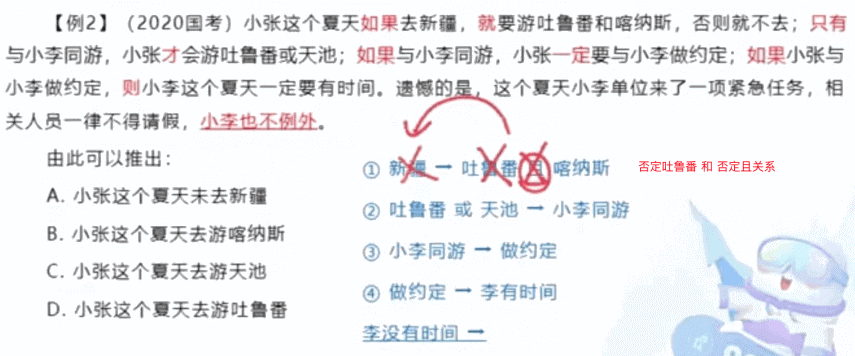 【例2】(2020国考)小张这个夏天如果去新疆,就要游吐鲁番和喀纳斯,否则就不去;只有
与小李同游,小张才会游吐鲁番或天池;如果与小李同游,小张一定要与小李做约定;如果小张与
小李做约定,则小李这个夏天一定要有时间。遗憾的是,这个夏天小李单位来了一项紧急任务,相
关人员一律不得请假,小李也不例外。
由此可以推出:
A. 小张这个夏天未去新疆
B. 小张这个夏天去游喀纳斯
C. 小张这个夏天去游天池
D. 小张这个夏天去游吐鲁番
① 新疆 → 吐鲁番 且 喀纳斯
否定吐鲁番 和 否定且关系
② 吐鲁番 或 天池 → 小李同游
③ 小李同游 → 做约定
④ 做约定 → 李有时间
李没有时间 →